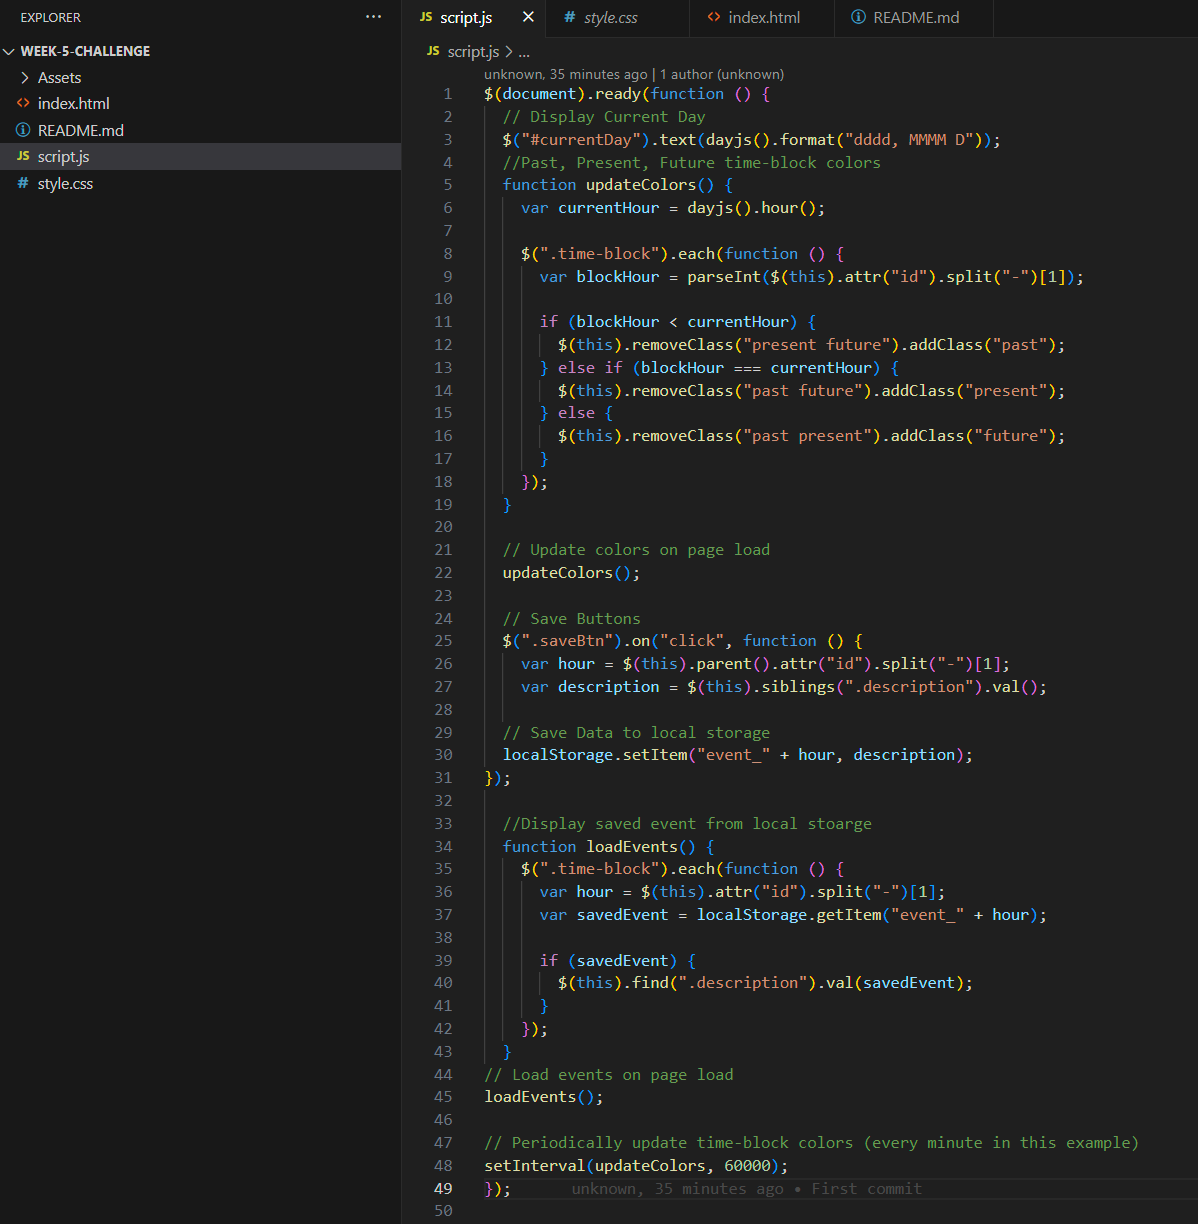 EXPLORER ...
WEEK-5-CHALLENGE
Assets
<> index.html
README.md
JS script.js
# style.css
JS script.js
# style.css
<> index.html
README.md
JS script.js > ...
unknown, 35 minutes ago | 1 author (unknown)
1 $(document).ready(function () {
2   // Display Current Day
3   $("#currentDay").text(dayjs().format("dddd, MMMM D"));
4   //Past, Present, Future time-block colors
5   function updateColors() {
6     var currentHour = dayjs().hour();
7
8     $(".time-block").each(function () {
9       var blockHour = parseInt($(this).attr("id").split("-")[1]);
10
11       if (blockHour < currentHour) {
12         $(this).removeClass("present future").addClass("past");
13       } else if (blockHour === currentHour) {
14         $(this).removeClass("past future").addClass("present");
15       } else {
16         $(this).removeClass("past present").addClass("future");
17       }
18     });
19   }
20
21   // Update colors on page load
22   updateColors();
23
24   // Save Buttons
25   $(".saveBtn").on("click", function () {
26     var hour = $(this).parent().attr("id").split("-")[1];
27     var description = $(this).siblings(".description").val();
28
29   // Save Data to local storage
30   localStorage.setItem("event_" + hour, description);
31 });
32
33   //Display saved event from local stoarge
34   function loadEvents() {
35     $(".time-block").each(function () {
36       var hour = $(this).attr("id").split("-")[1];
37       var savedEvent = localStorage.getItem("event_" + hour);
38
39       if (savedEvent) {
40         $(this).find(".description").val(savedEvent);
41       }
42     });
43   }
44 // Load events on page load
45 loadEvents();
46
47 // Periodically update time-block colors (every minute in this example)
48 setInterval(updateColors, 60000);
49 }); unknown, 35 minutes ago • First commit
50